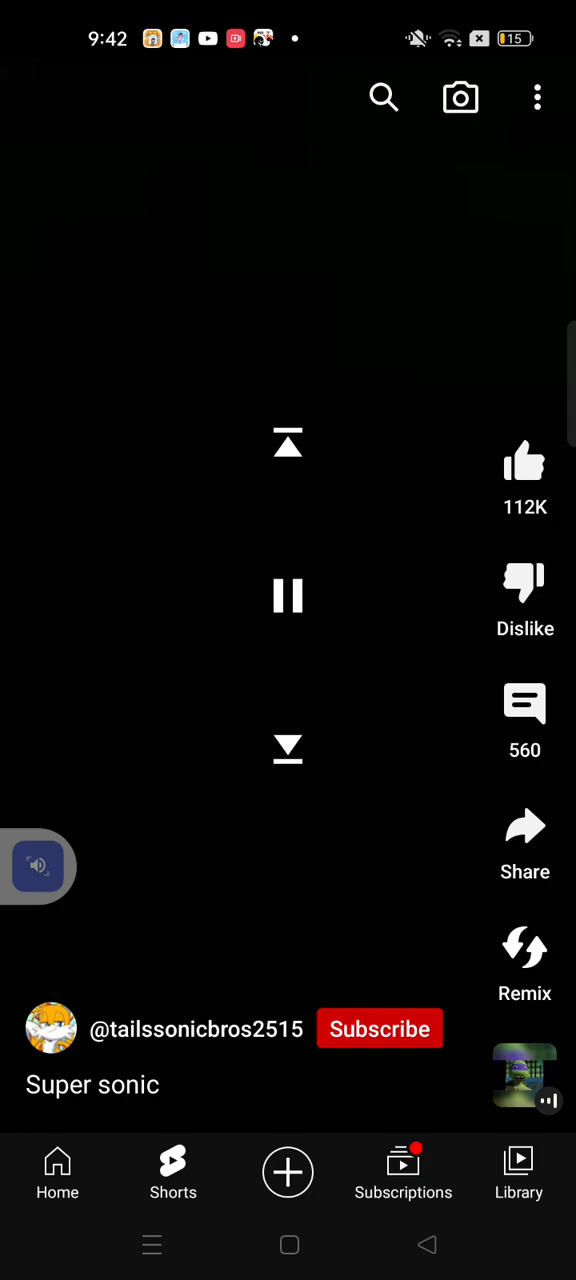 9:42
15
112K
Dislike
560
Share
Remix
@tailssonicbros2515 Subscribe
Super sonic
Home Shorts Subscriptions Library